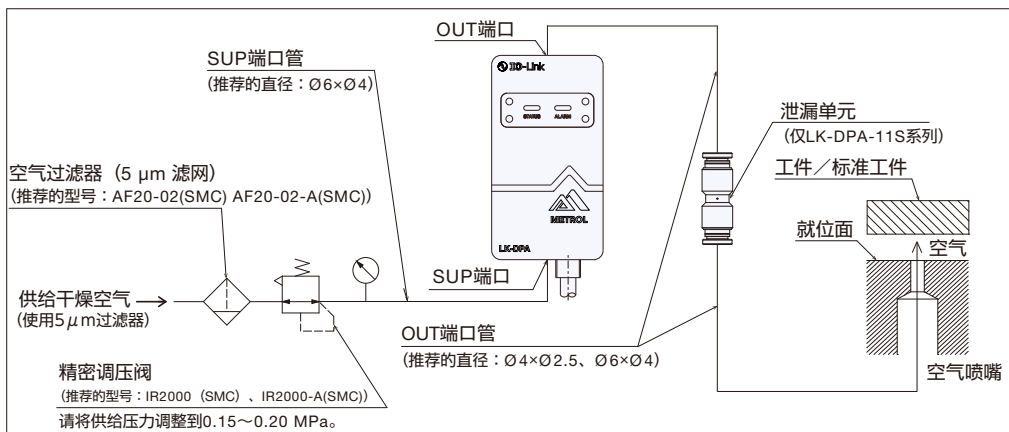 OUT端口
SUP端口管
(推荐的直径：Ø6×Ø4)
IO-Link
STATUS ALARM
泄漏单元
(仅LK-DPA-11S系列)
空气过滤器（5 μm 滤网）
(推荐的型号：AF20-02(SMC) AF20-02-A(SMC))
工件／标准工件
METROL
就位面
LK-DPA
空气
SUP端口
供给干燥空气
(使用5μm过滤器)
OUT端口管
(推荐的直径：Ø4×Ø2.5、Ø6×Ø4)
精密调压阀
空气喷嘴
(推荐的型号：IR2000（SMC）、IR2000-A(SMC))
请将供给压力调整到0.15～0.20 MPa。